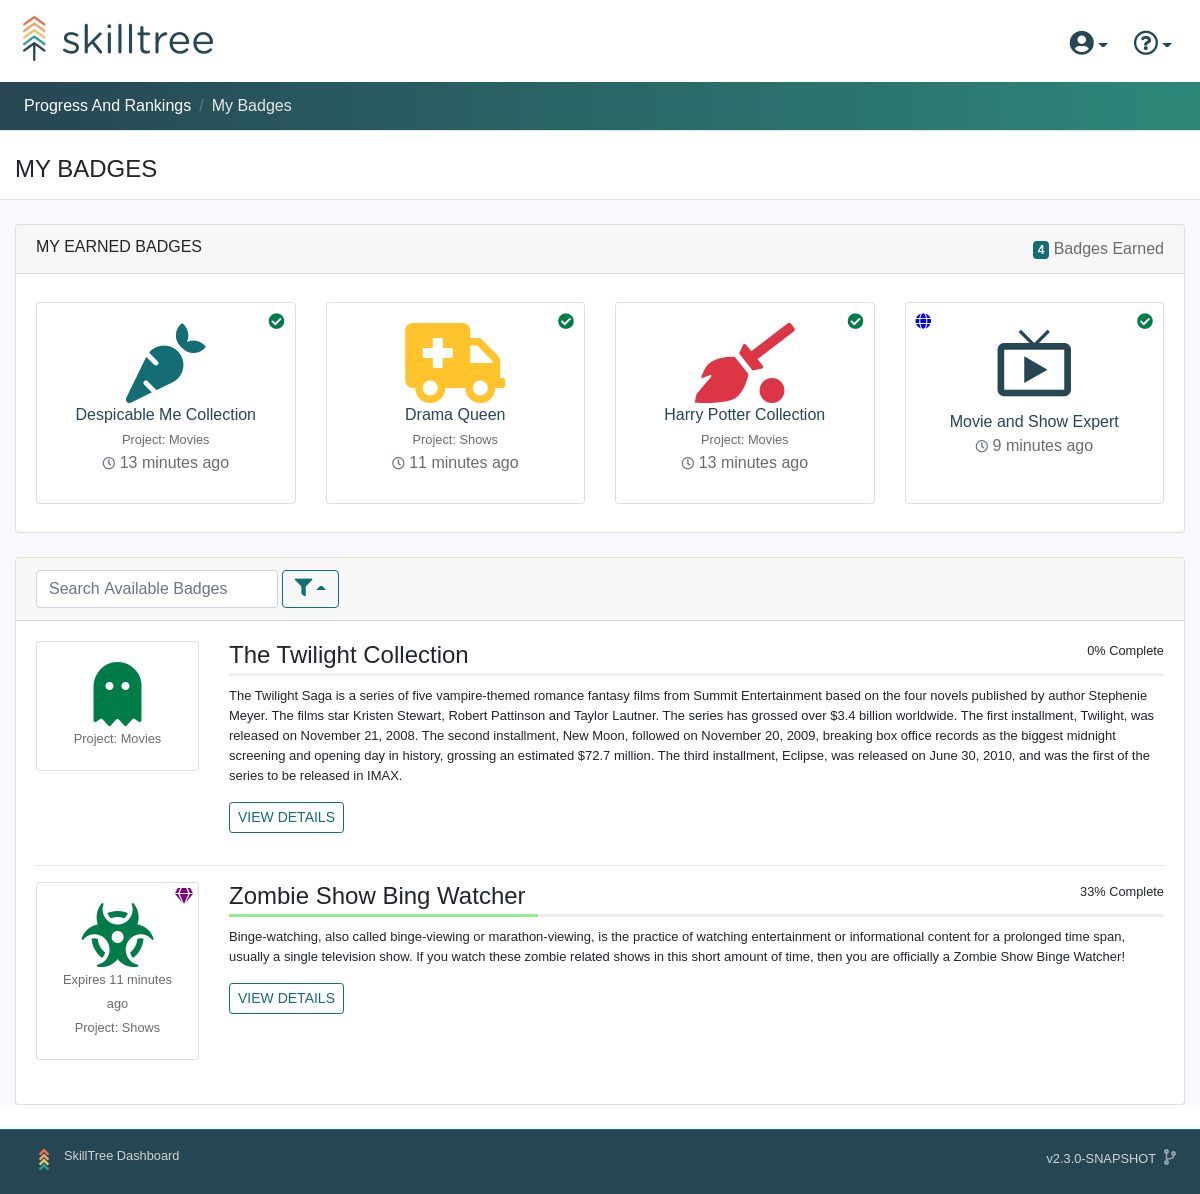 skilltree
Progress And Rankings / My Badges
MY BADGES
MY EARNED BADGES
4 Badges Earned
Despicable Me Collection
Project: Movies
13 minutes ago
Drama Queen
Project: Shows
11 minutes ago
Harry Potter Collection
Project: Movies
13 minutes ago
Movie and Show Expert
9 minutes ago
Search Available Badges
Project: Movies
The Twilight Collection
0% Complete
The Twilight Saga is a series of five vampire-themed romance fantasy films from Summit Entertainment based on the four novels published by author Stephenie
Meyer. The films star Kristen Stewart, Robert Pattinson and Taylor Lautner. The series has grossed over $3.4 billion worldwide. The first installment, Twilight, was
released on November 21, 2008. The second installment, New Moon, followed on November 20, 2009, breaking box office records as the biggest midnight
screening and opening day in history, grossing an estimated $72.7 million. The third installment, Eclipse, was released on June 30, 2010, and was the first of the
series to be released in IMAX.
VIEW DETAILS
Expires 11 minutes
ago
Project: Shows
Zombie Show Bing Watcher
33% Complete
Binge-watching, also called binge-viewing or marathon-viewing, is the practice of watching entertainment or informational content for a prolonged time span,
usually a single television show. If you watch these zombie related shows in this short amount of time, then you are officially a Zombie Show Binge Watcher!
VIEW DETAILS
SkillTree Dashboard
v2.3.0-SNAPSHOT